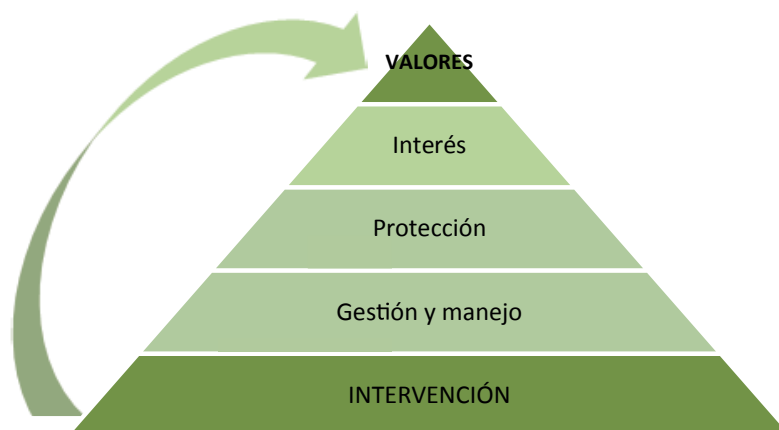 VALORES
Interés
Protección
Gestión y manejo
INTERVENCIÓN